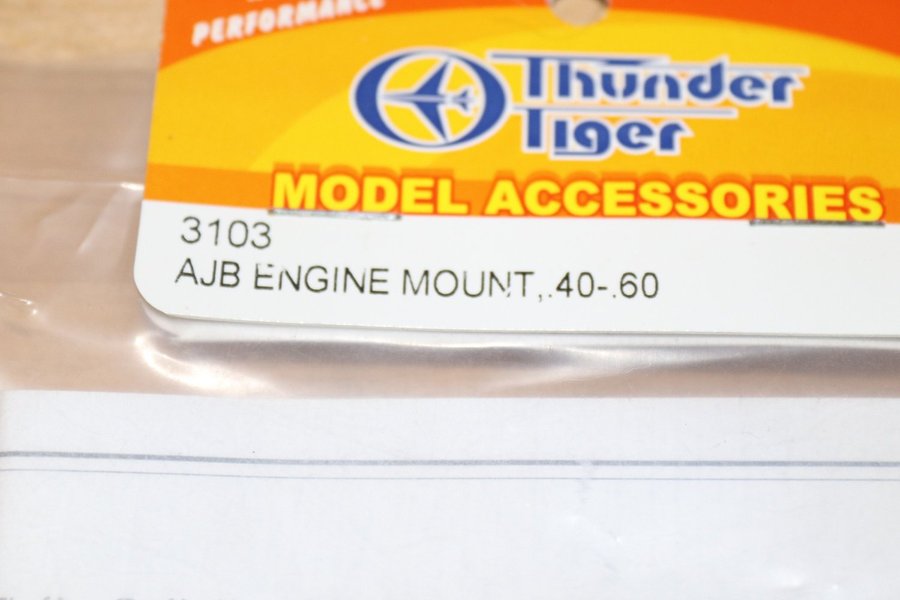 PERFORMANCE
Thunder
Tiger
MODEL ACCESSORIES
3103
AJB ENGINE MOUNT,.40-.60